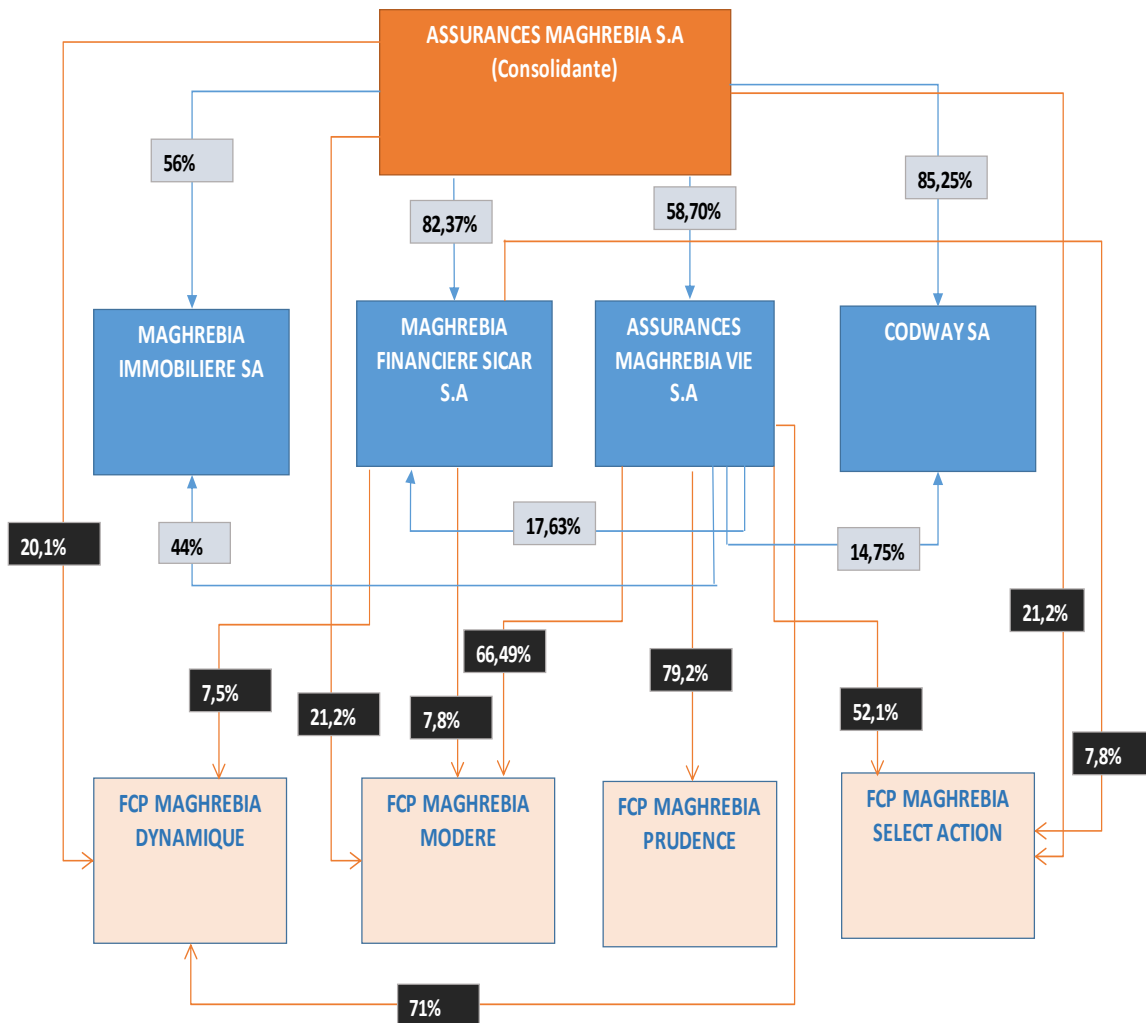 ASSURANCES MAGHREBIA S.A
(Consolidante)
56%
82,37%
58,70%
85,25%
MAGHREBIA
IMMOBILIERE SA
MAGHREBIA
FINANCIERE SICAR
S.A
ASSURANCES
MAGHREBIA VIE
S.A
CODWAY SA
20,1%
44%
17,63%
14,75%
7,5%
21,2%
7,8%
66,49%
79,2%
52,1%
21,2%
7,8%
FCP MAGHREBIA
DYNAMIQUE
FCP MAGHREBIA
MODERE
FCP MAGHREBIA
PRUDENCE
FCP MAGHREBIA
SELECT ACTION
71%